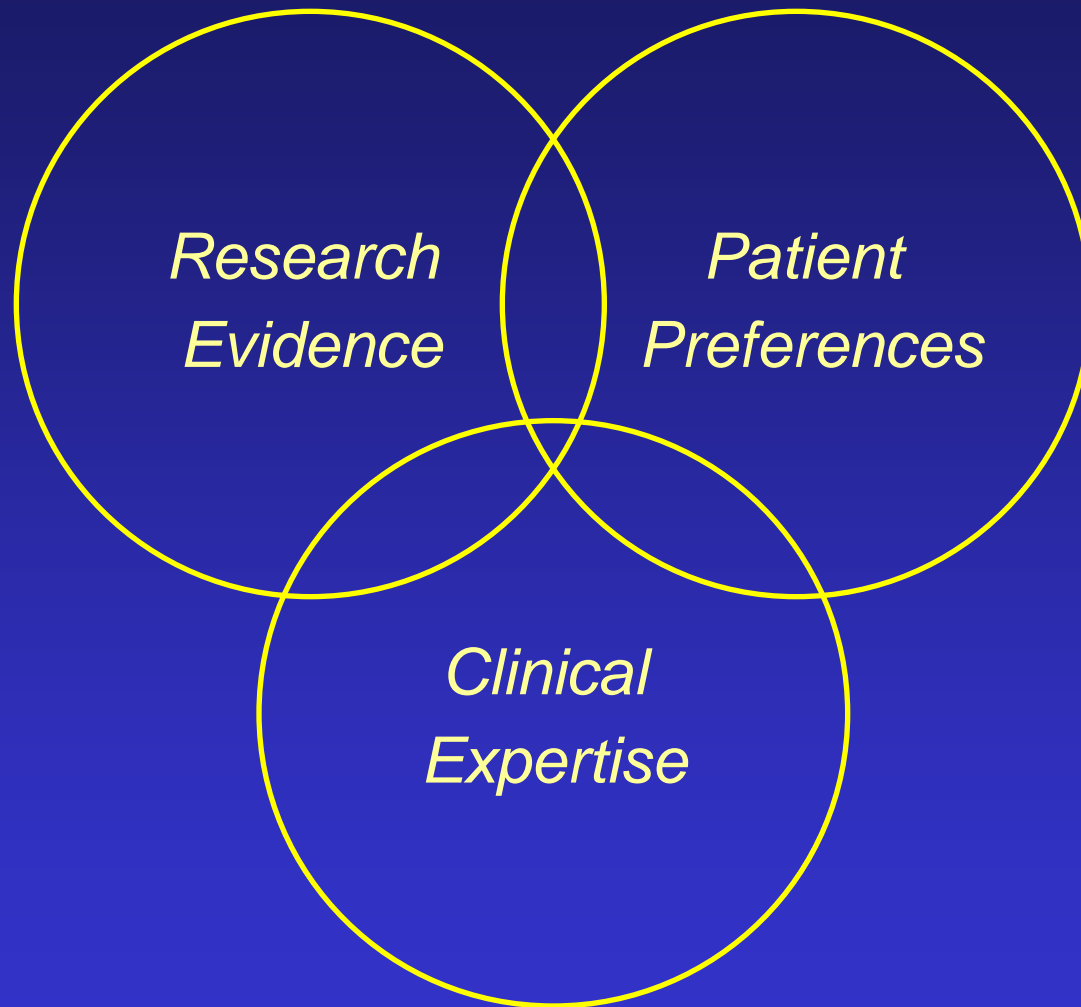 Research
Evidence
Patient
Preferences
Clinical
Expertise